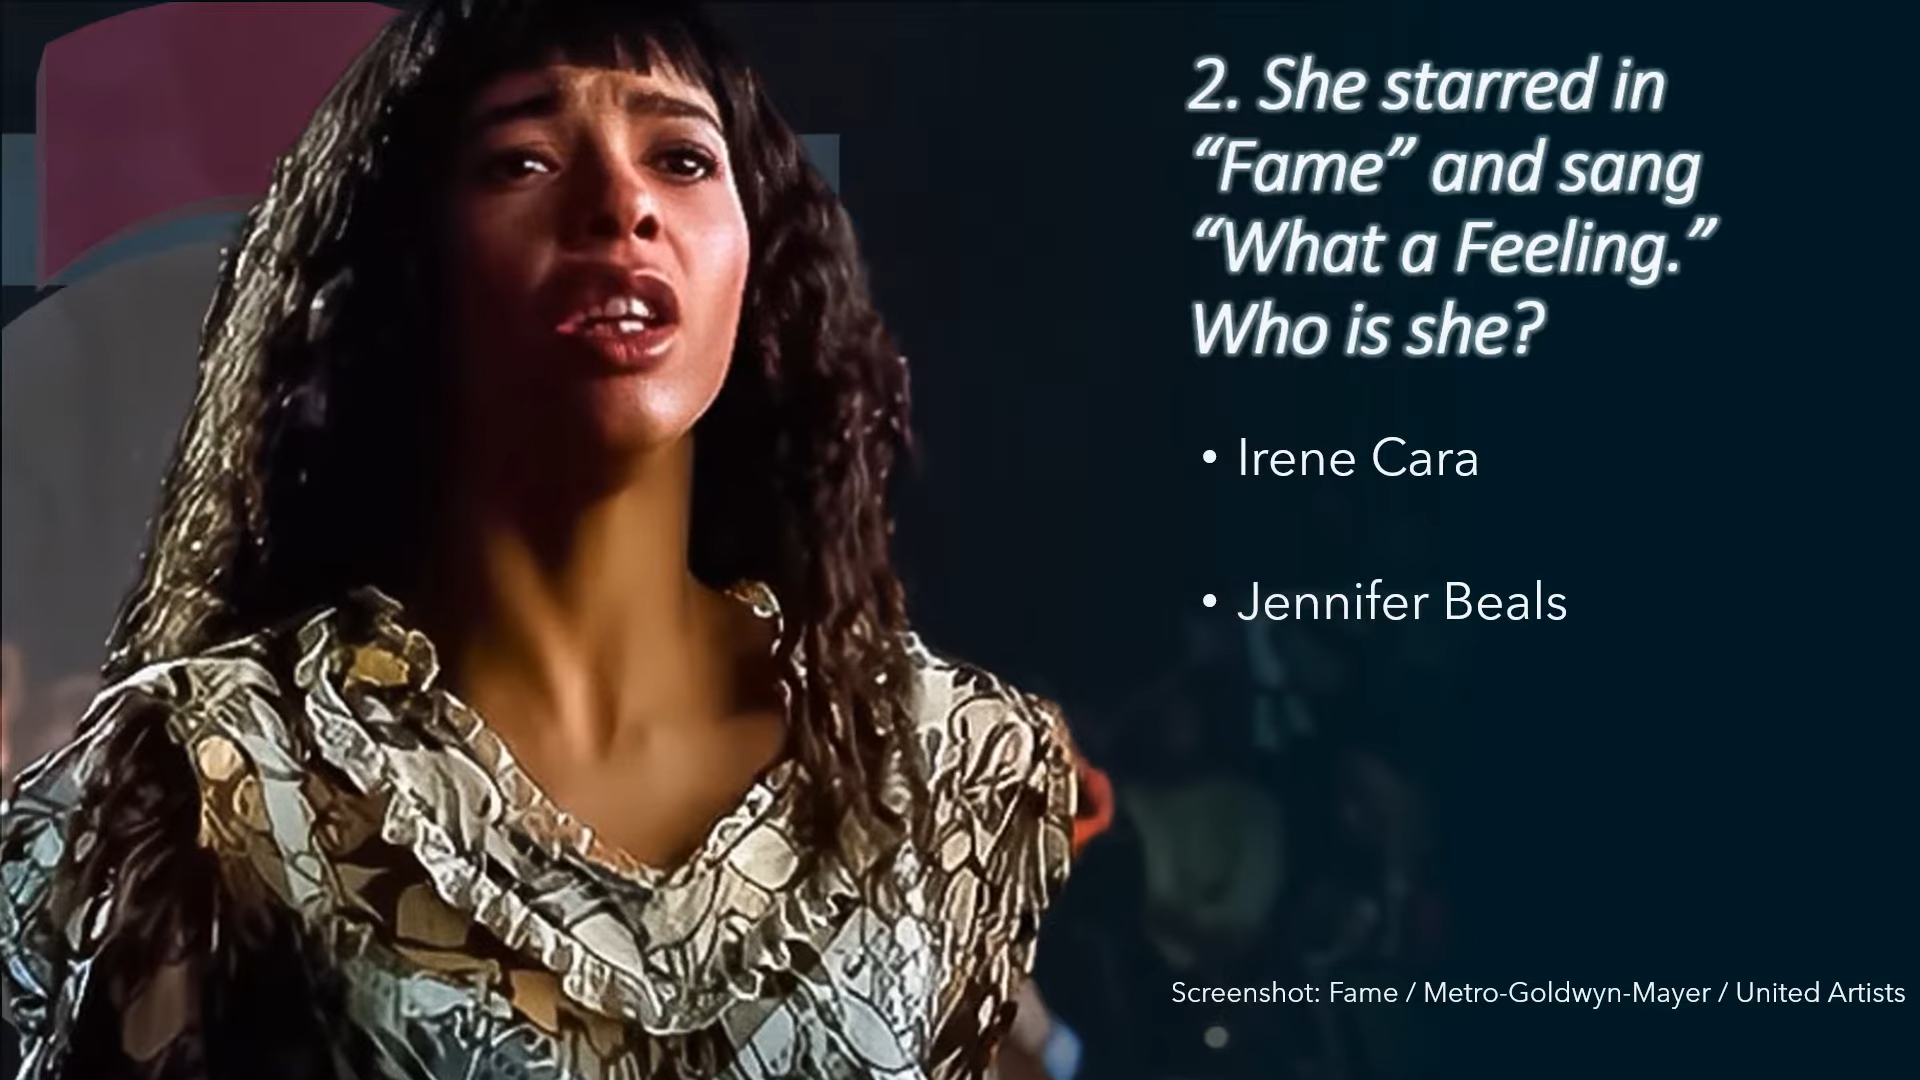 2. She starred in
“Fame” and sang
“What a Feeling.”
Who is she?
• Irene Cara
• Jennifer Beals
Screenshot: Fame / Metro-Goldwyn-Mayer / United Artists